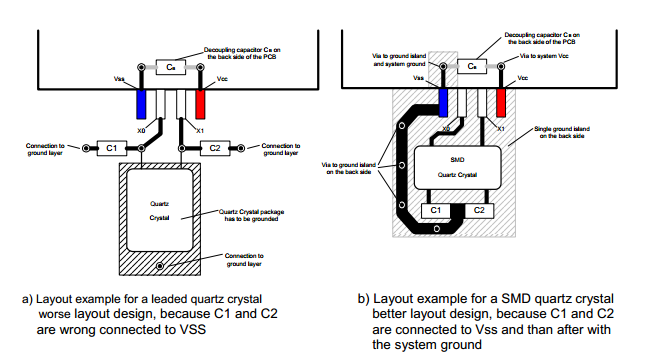 Decoupling capacitor CB on
the back side of the PCB
CB
Vss
Vcc
X0
X1
Connection to
ground layer
C1
C2
Connection to
ground layer
Quartz
Crystal
Quartz Crystal package
has to be grounded
Connection to
ground layer
a) Layout example for a leaded quartz crystal
worse layout design, because C1 and C2
are wrong connected to VSS
Decoupling capacitor CB on
the back side of the PCB
Via to ground island
and system ground
Via to system Vcc
CB
Vss
Vcc
X0
X1
Single ground island
on the back side
SMD
Quartz Crystal
Via to ground island
on the back side
C1
C2
b) Layout example for a SMD quartz crystal
better layout design, because C1 and C2
are connected to Vss and than after with
the system ground